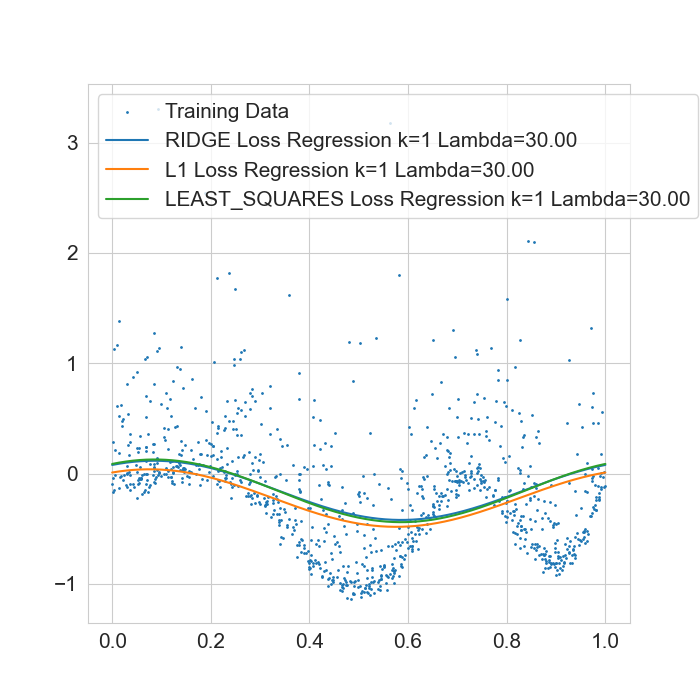 Training Data
RIDGE Loss Regression k=1 Lambda=30.00
L1 Loss Regression k=1 Lambda=30.00
LEAST_SQUARES Loss Regression k=1 Lambda=30.00
3
2
1
0
−1
0.0 0.2 0.4 0.6 0.8 1.0